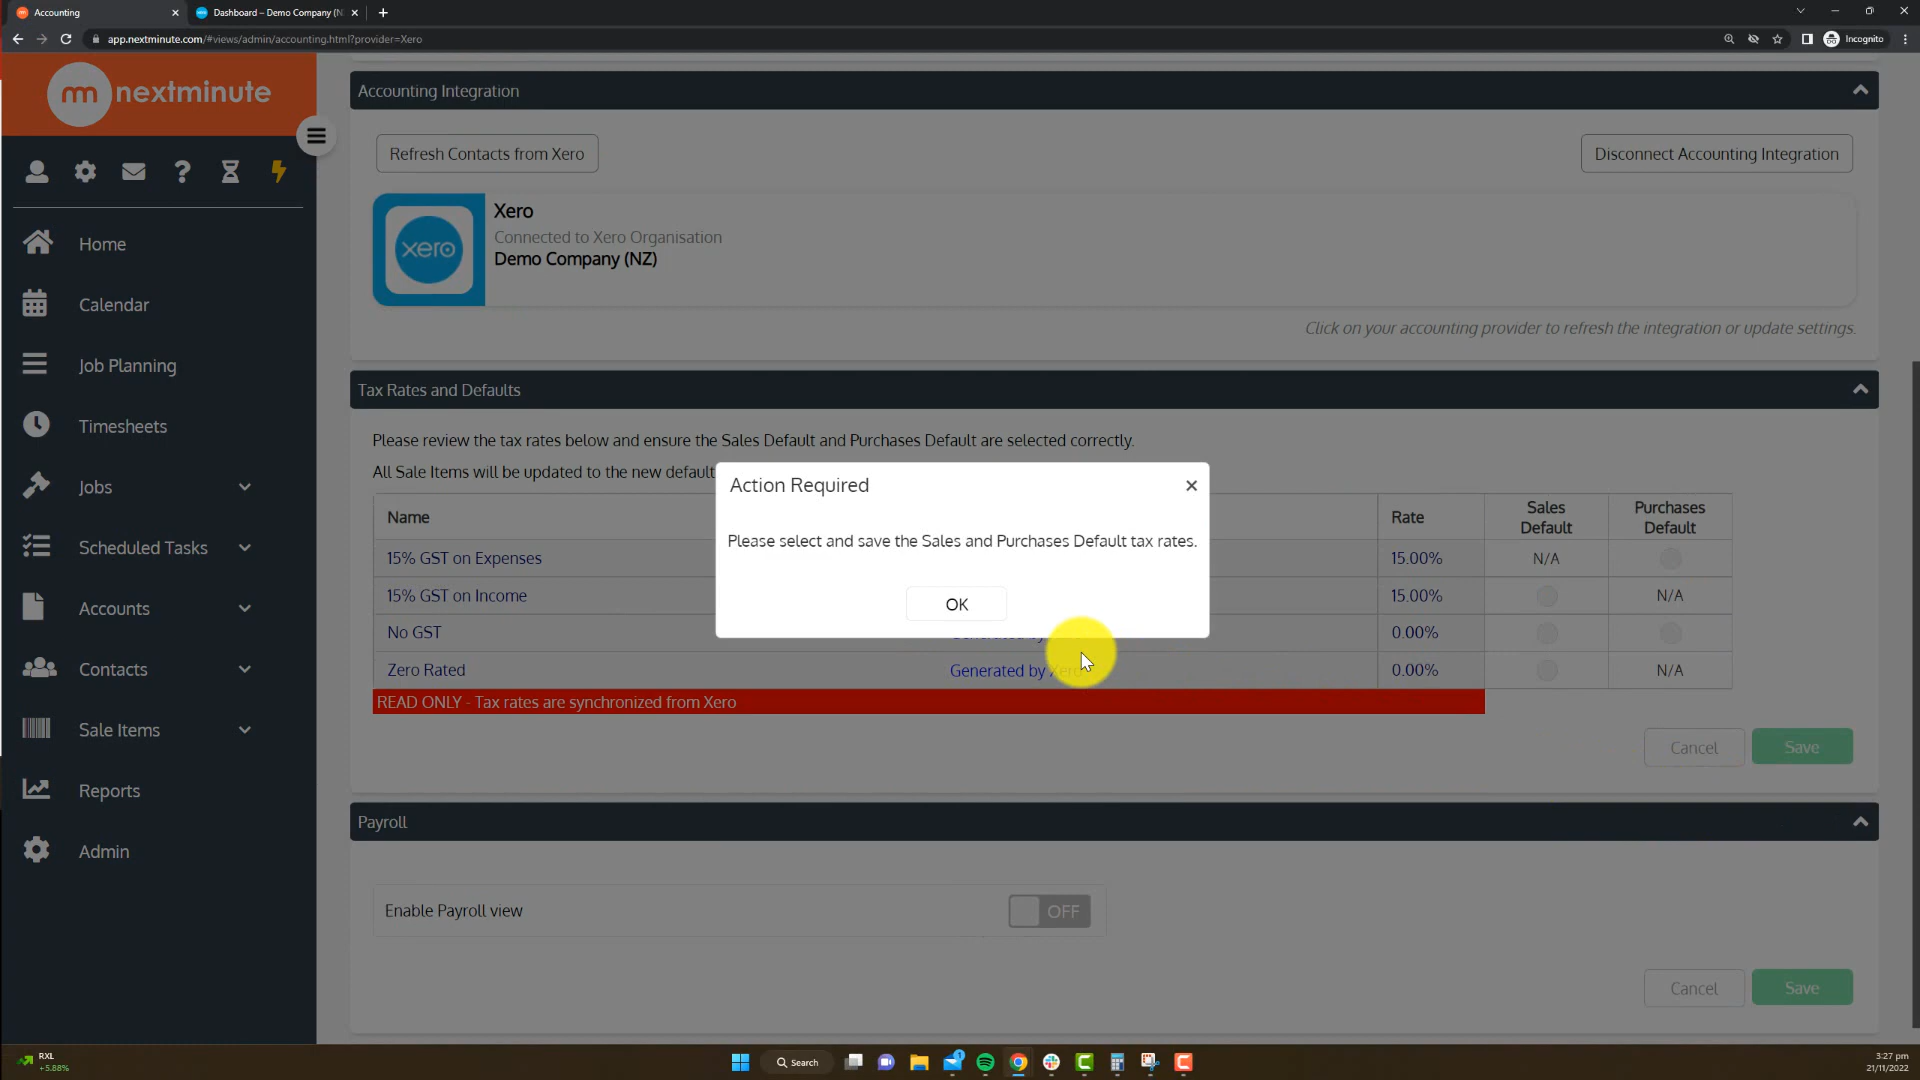 Accounting
Dashboard – Demo Company (N
app.nextminute.com/#views/admin/accounting.html?provider=Xero
Incognito
nextminute
Home
Calendar
Job Planning
Timesheets
Jobs
Scheduled Tasks
Accounts
Contacts
Sale Items
Reports
Admin
Accounting Integration
Refresh Contacts from Xero
Disconnect Accounting Integration
xero
Xero
Connected to Xero Organisation
Demo Company (NZ)
Click on your accounting provider to refresh the integration or update settings.
Tax Rates and Defaults
Please review the tax rates below and ensure the Sales Default and Purchases Default are selected correctly.
All Sale Items will be updated to the new default
Name Rate Sales Default Purchases Default
15% GST on Expenses 15.00% N/A
15% GST on Income 15.00% N/A
No GST 0.00%
Zero Rated Generated by Xero 0.00% N/A
READ ONLY - Tax rates are synchronized from Xero
Cancel Save
Action Required
Please select and save the Sales and Purchases Default tax rates.
OK
Payroll
Enable Payroll view OFF
Cancel Save
RXL
+5.88%
Search
1
3:27 pm
21/11/2022